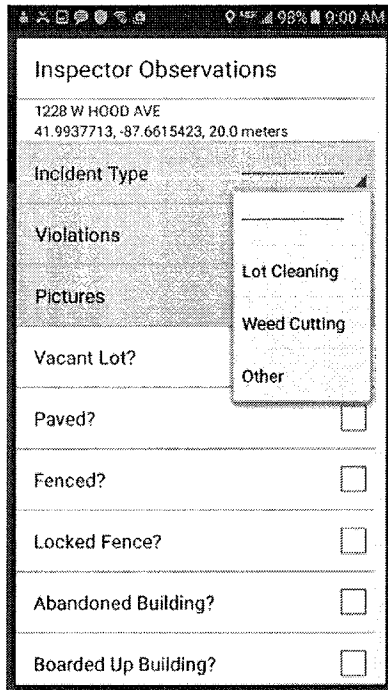 98% 9:00 AM
Inspector Observations
1228 W HOOD AVE
41.9937713, -87.6615423, 20.0 meters
Incident Type
Violations
Lot Cleaning
Pictures
Weed Cutting
Vacant Lot?
Other
Paved?
Fenced?
Locked Fence?
Abandoned Building?
Boarded Up Building?